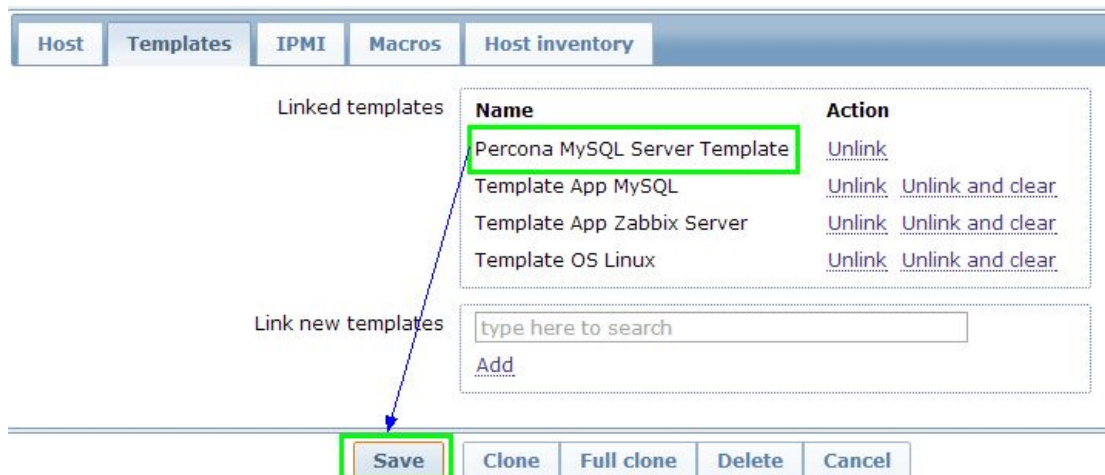 Host Templates IPMI Macros Host inventory
Linked templates Name Action
Percona MySQL Server Template Unlink
Template App MySQL Unlink Unlink and clear
Template App Zabbix Server Unlink Unlink and clear
Template OS Linux Unlink Unlink and clear
Link new templates type here to search
Add
Save Clone Full clone Delete Cancel